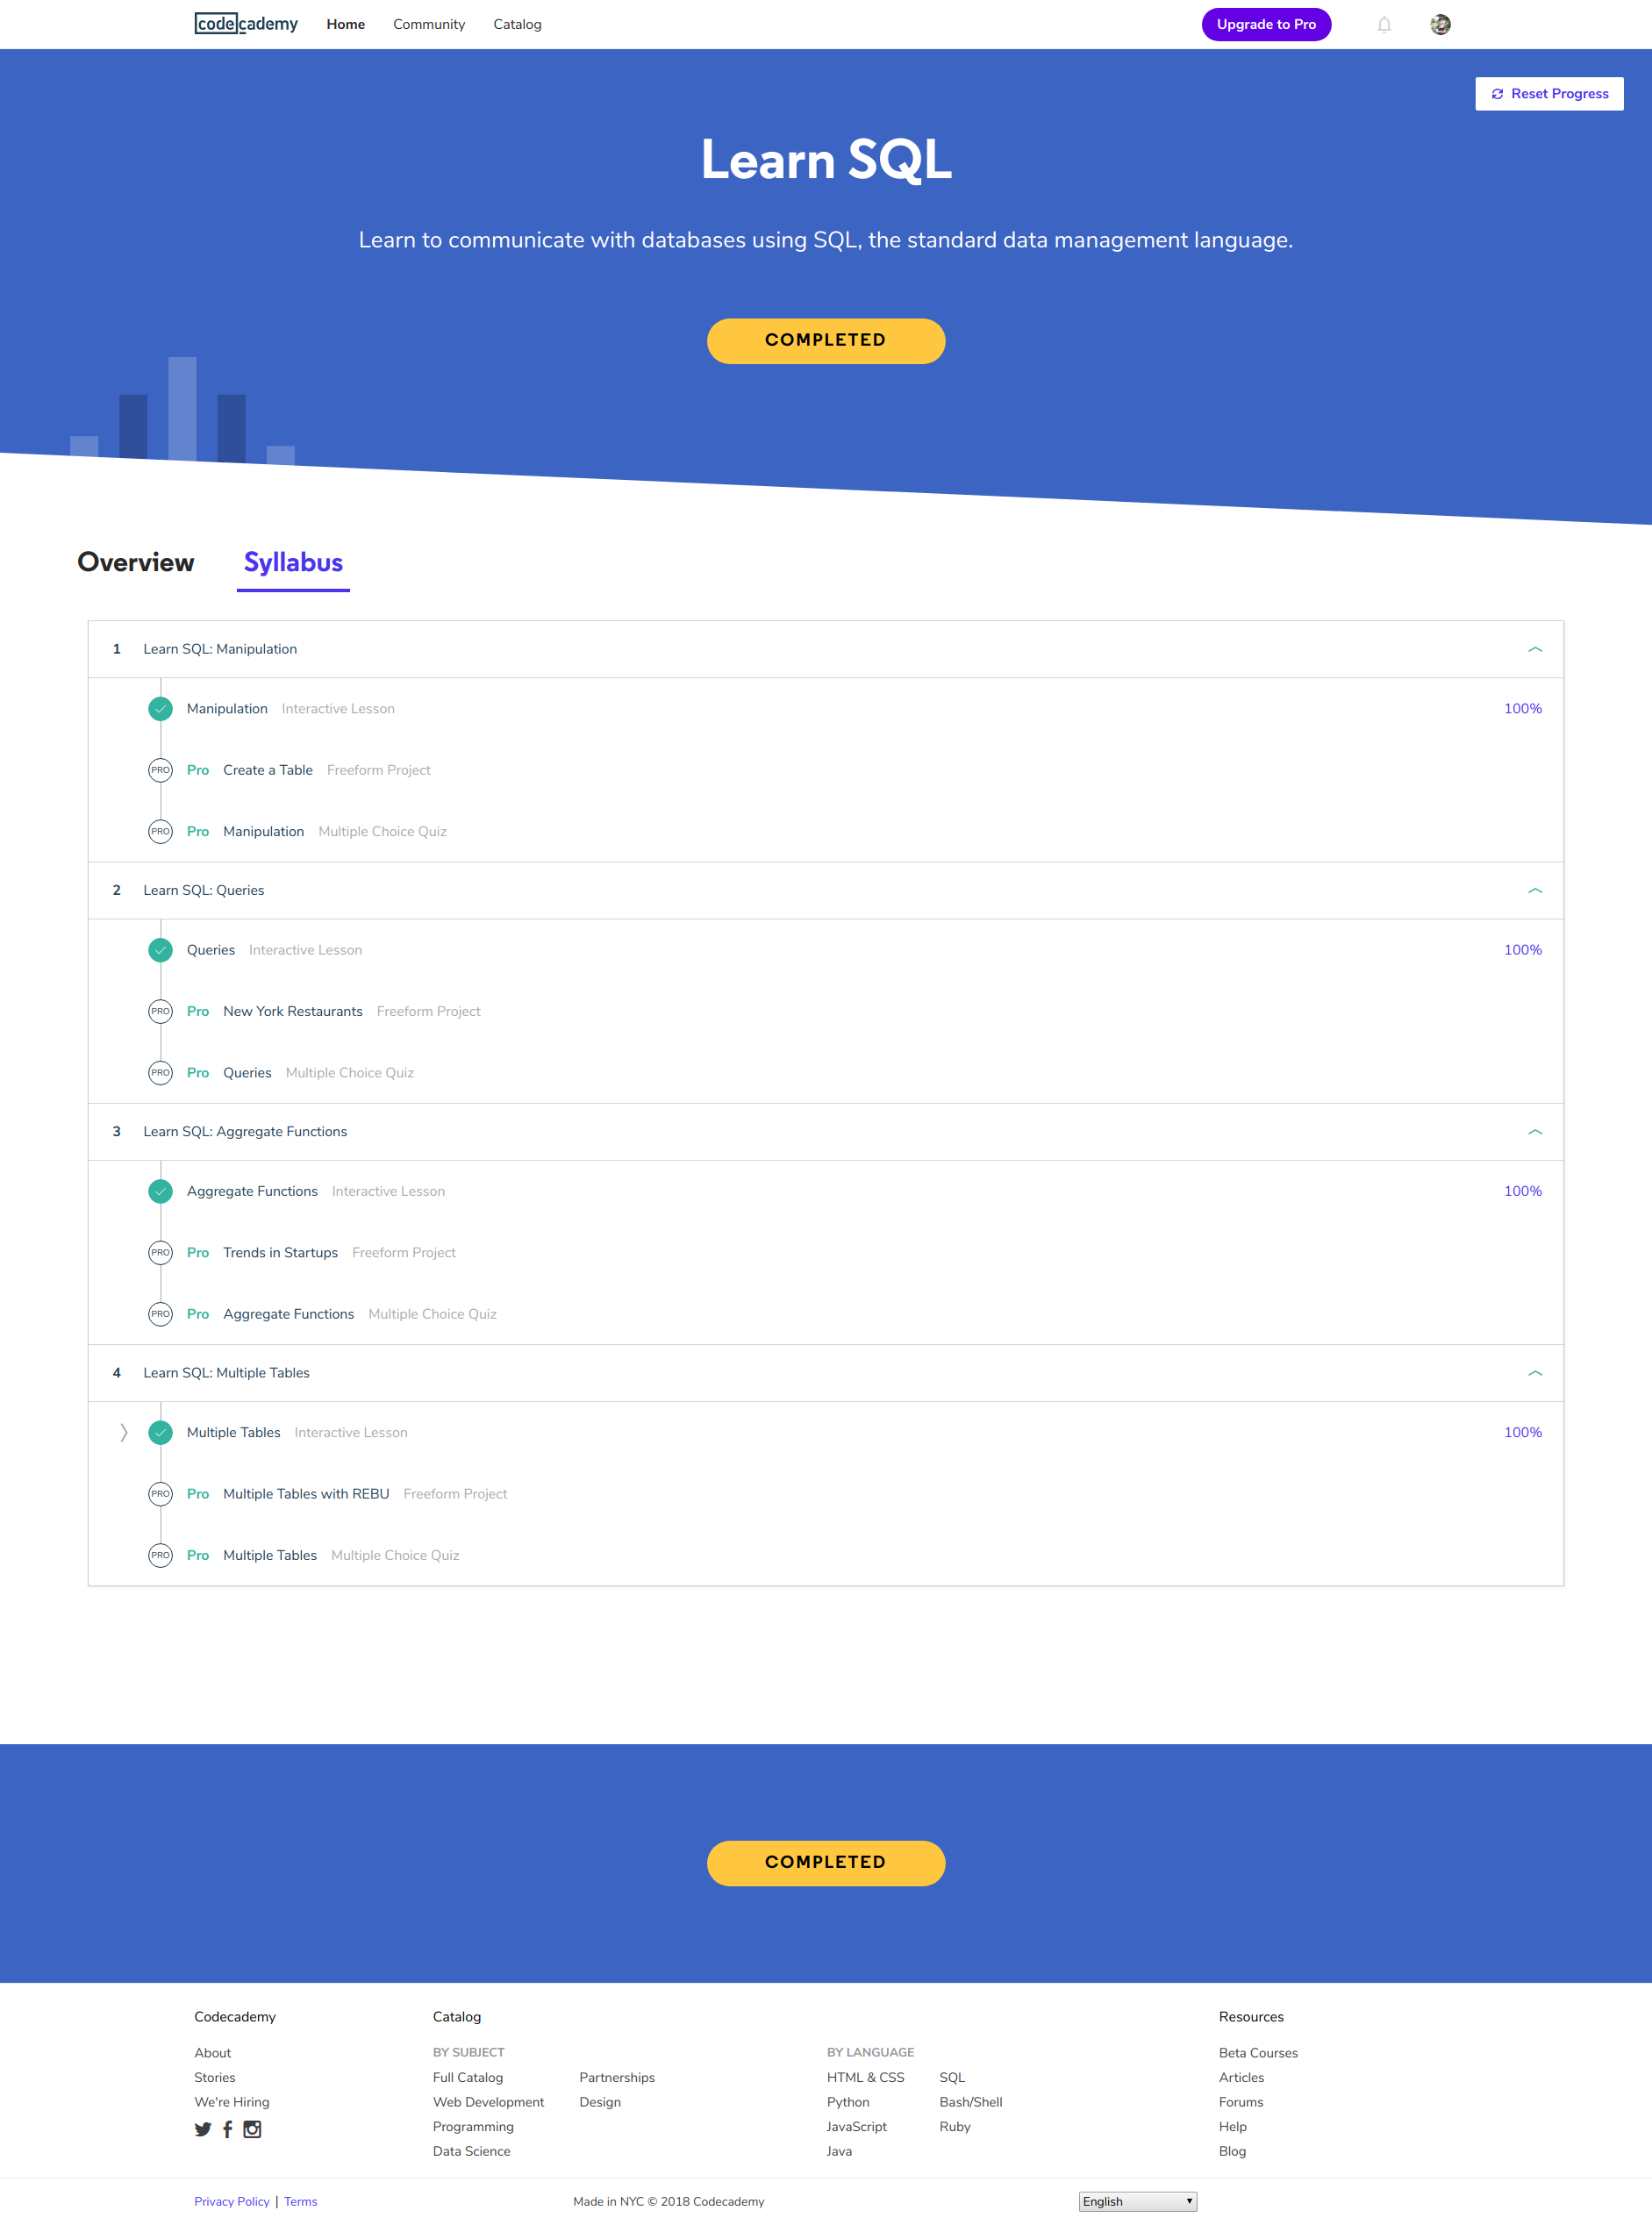 codecademy Home Community Catalog Upgrade to Pro
Reset Progress
Learn SQL
Learn to communicate with databases using SQL, the standard data management language.
COMPLETED
Overview Syllabus
1 Learn SQL: Manipulation
Manipulation Interactive Lesson 100%
PRO Pro Create a Table Freeform Project
PRO Pro Manipulation Multiple Choice Quiz
2 Learn SQL: Queries
Queries Interactive Lesson 100%
PRO Pro New York Restaurants Freeform Project
PRO Pro Queries Multiple Choice Quiz
3 Learn SQL: Aggregate Functions
Aggregate Functions Interactive Lesson 100%
PRO Pro Trends in Startups Freeform Project
PRO Pro Aggregate Functions Multiple Choice Quiz
4 Learn SQL: Multiple Tables
Multiple Tables Interactive Lesson 100%
PRO Pro Multiple Tables with REBU Freeform Project
PRO Pro Multiple Tables Multiple Choice Quiz
COMPLETED
Codecademy Catalog Resources
About BY SUBJECT BY LANGUAGE Beta Courses
Stories Full Catalog Partnerships HTML & CSS SQL Articles
We're Hiring Web Development Design Python Bash/Shell Forums
Programming JavaScript Ruby Help
Data Science Java Blog
Privacy Policy | Terms Made in NYC © 2018 Codecademy English